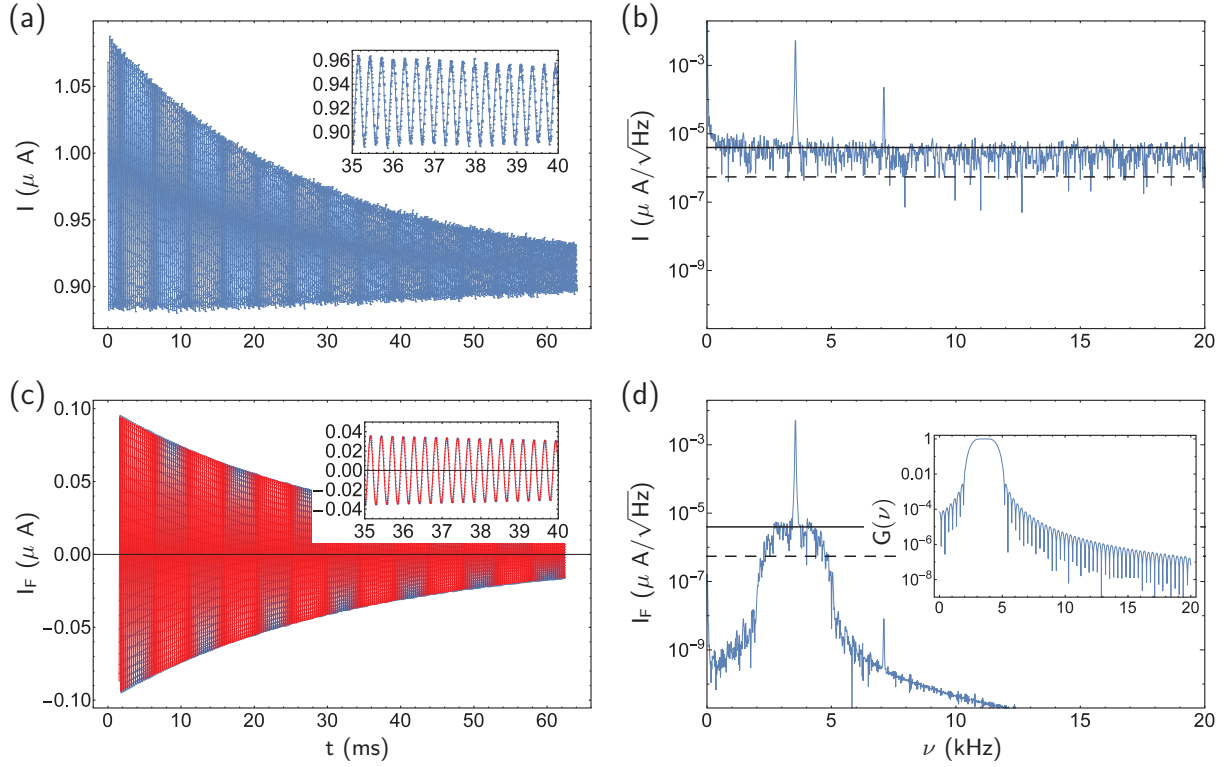 (a)
I (μ A)
1.05
1.00
0.95
0.90
0 10 20 30 40 50 60
0.96
0.94
0.92
0.90
35 36 37 38 39 40
(b)
I (μ A/√Hz)
10⁻³
10⁻⁵
10⁻⁷
10⁻⁹
0 5 10 15 20
(c)
I_F (μ A)
0.10
0.05
0.00
−0.05
−0.10
0 10 20 30 40 50 60
t (ms)
0.04
0.02
0.00
−0.02
−0.04
35 36 37 38 39 40
(d)
I_F (μ A/√Hz)
10⁻³
10⁻⁵
10⁻⁷
10⁻⁹
0 5 10 15 20
ν (kHz)
G(ν)
1
0.01
10⁻⁴
10⁻⁶
10⁻⁸
0 5 10 15 20